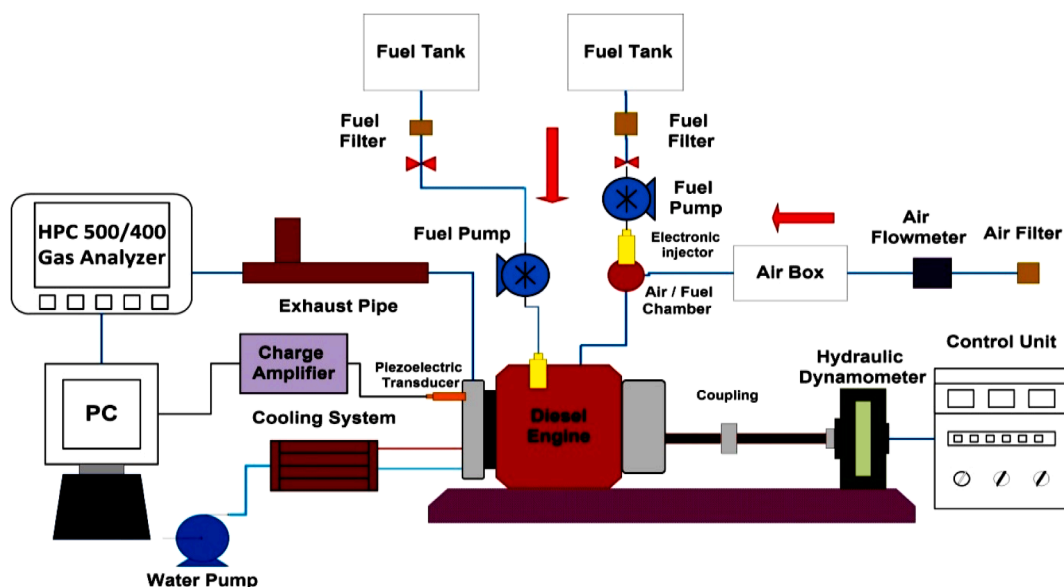 Fuel Tank
Fuel Tank
Fuel
Filter
Fuel
Filter
Fuel
Pump
HPC 500/400
Gas Analyzer
Fuel Pump
Electronic
injector
Air
Flowmeter
Air Filter
Air Box
Exhaust Pipe
Air / Fuel
Chamber
Charge
Amplifier
Piezoelectric
Transducer
Hydraulic
Dynamometer
Control Unit
PC
Cooling System
Diesel
Engine
Coupling
Water Pump